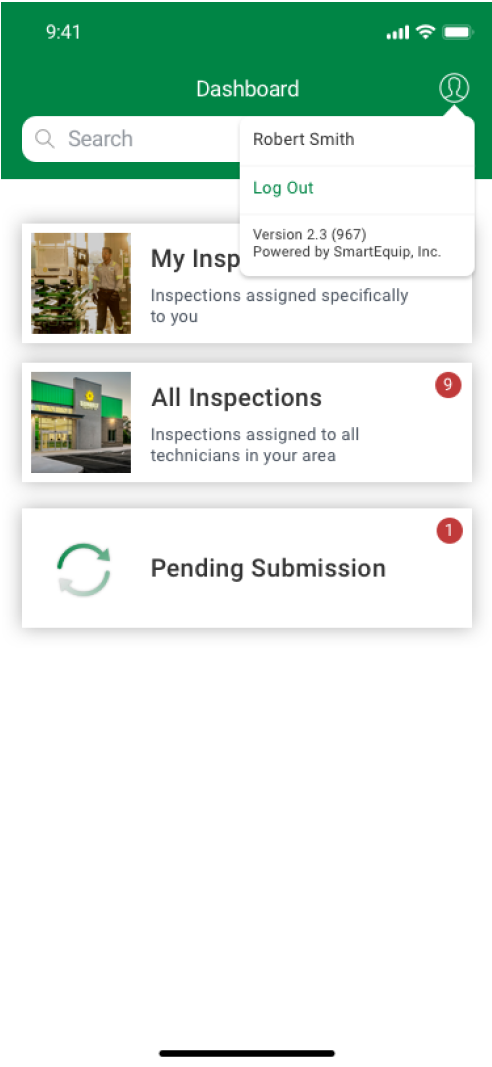 9:41
Dashboard
Search
Robert Smith
Log Out
Version 2.3 (967)
Powered by SmartEquip, Inc.
My Insp
Inspections assigned specifically
to you
All Inspections
9
Inspections assigned to all
technicians in your area
1
Pending Submission